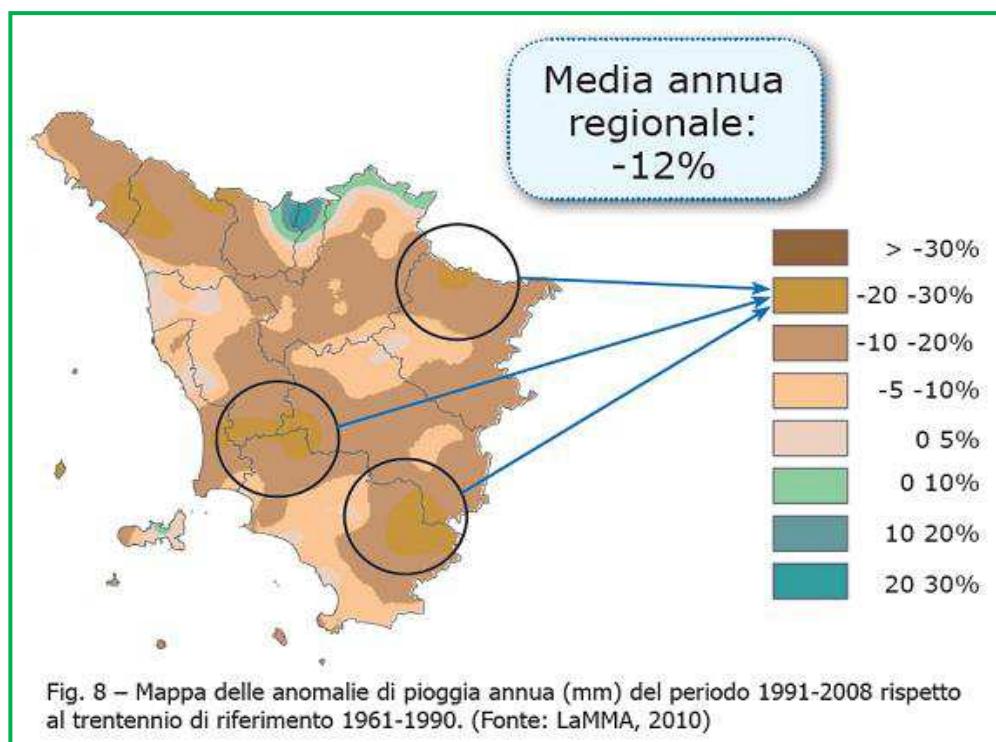 Media annua
regionale:
-12%
> -30%
-20 -30%
-10 -20%
-5 -10%
0 5%
0 10%
10 20%
20 30%
Fig. 8 – Mappa delle anomalie di pioggia annua (mm) del periodo 1991-2008 rispetto
al trentennio di riferimento 1961-1990. (Fonte: LaMMA, 2010)